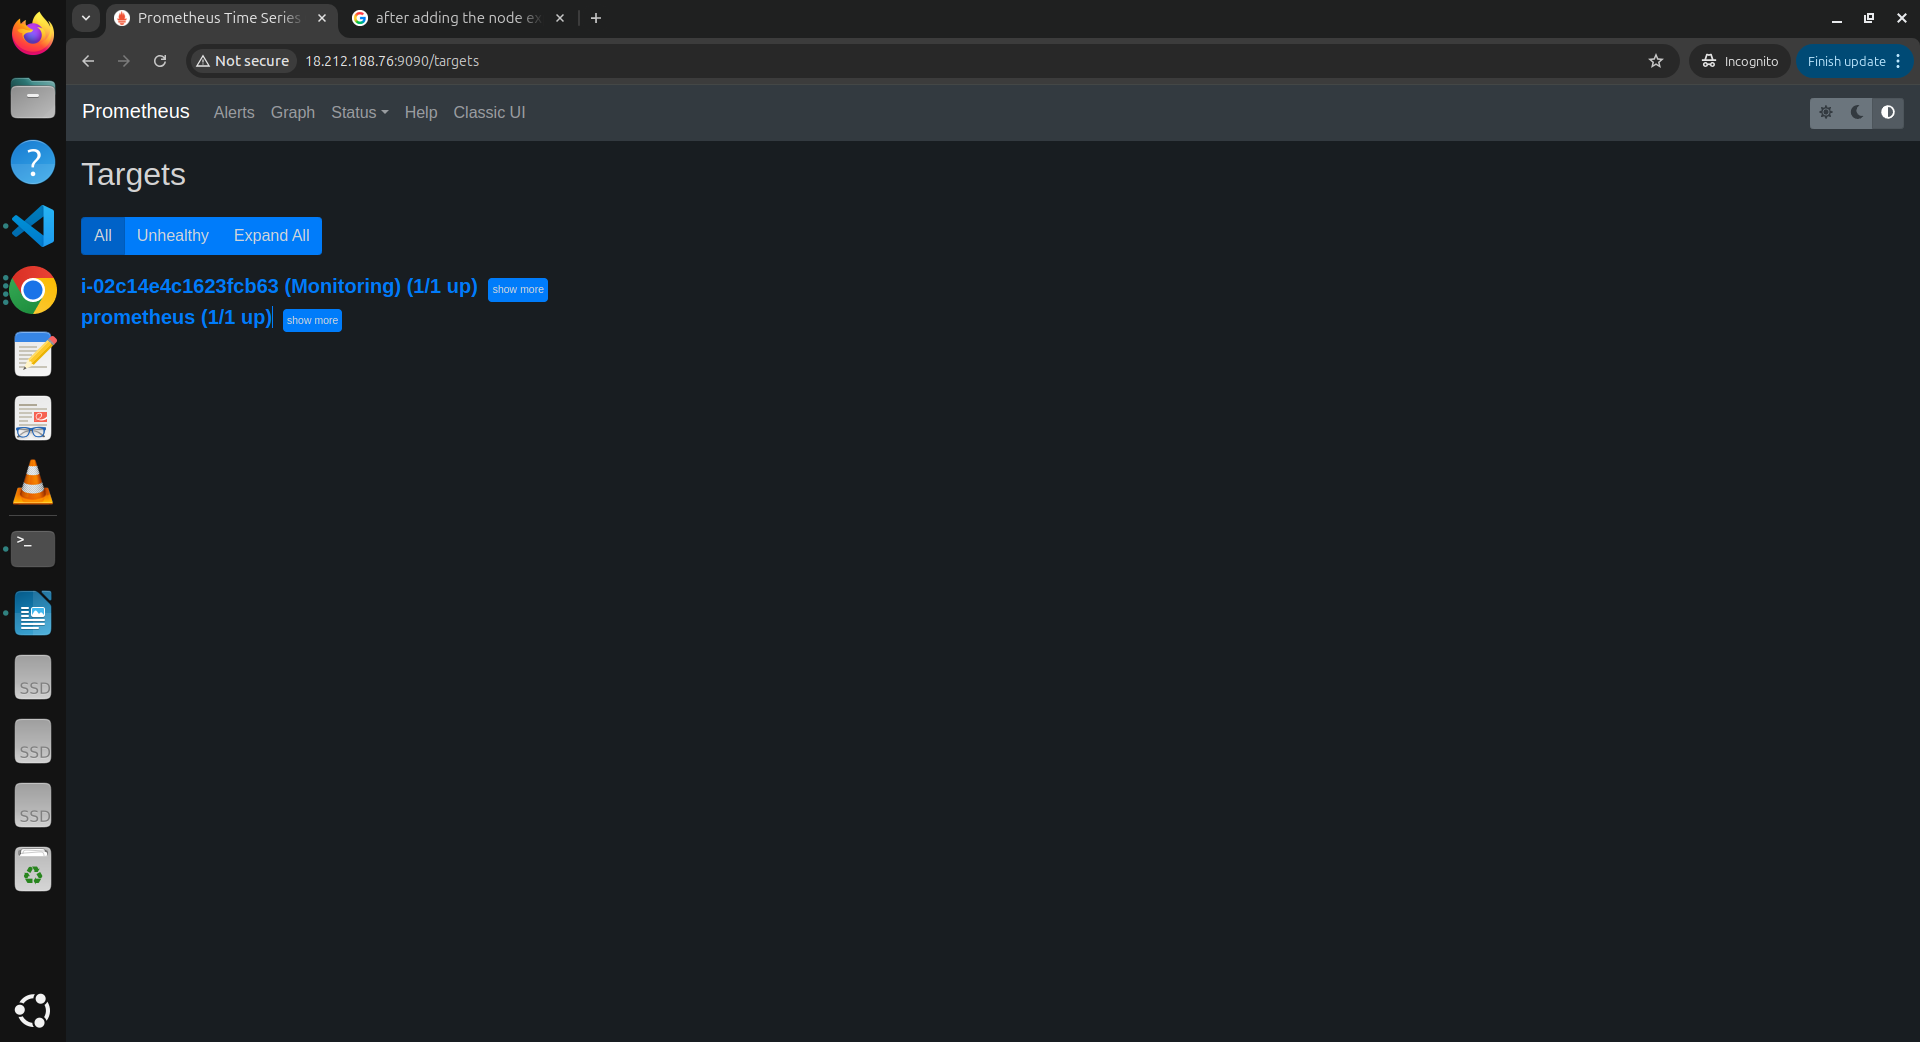 Prometheus Time Series
after adding the node ex
Not secure
18.212.188.76:9090/targets
Incognito
Finish update
Prometheus
Alerts
Graph
Status
Help
Classic UI
Targets
All
Unhealthy
Expand All
i-02c14e4c1623fcb63 (Monitoring) (1/1 up)
show more
prometheus (1/1 up)
show more
>_
SSD
SSD
SSD